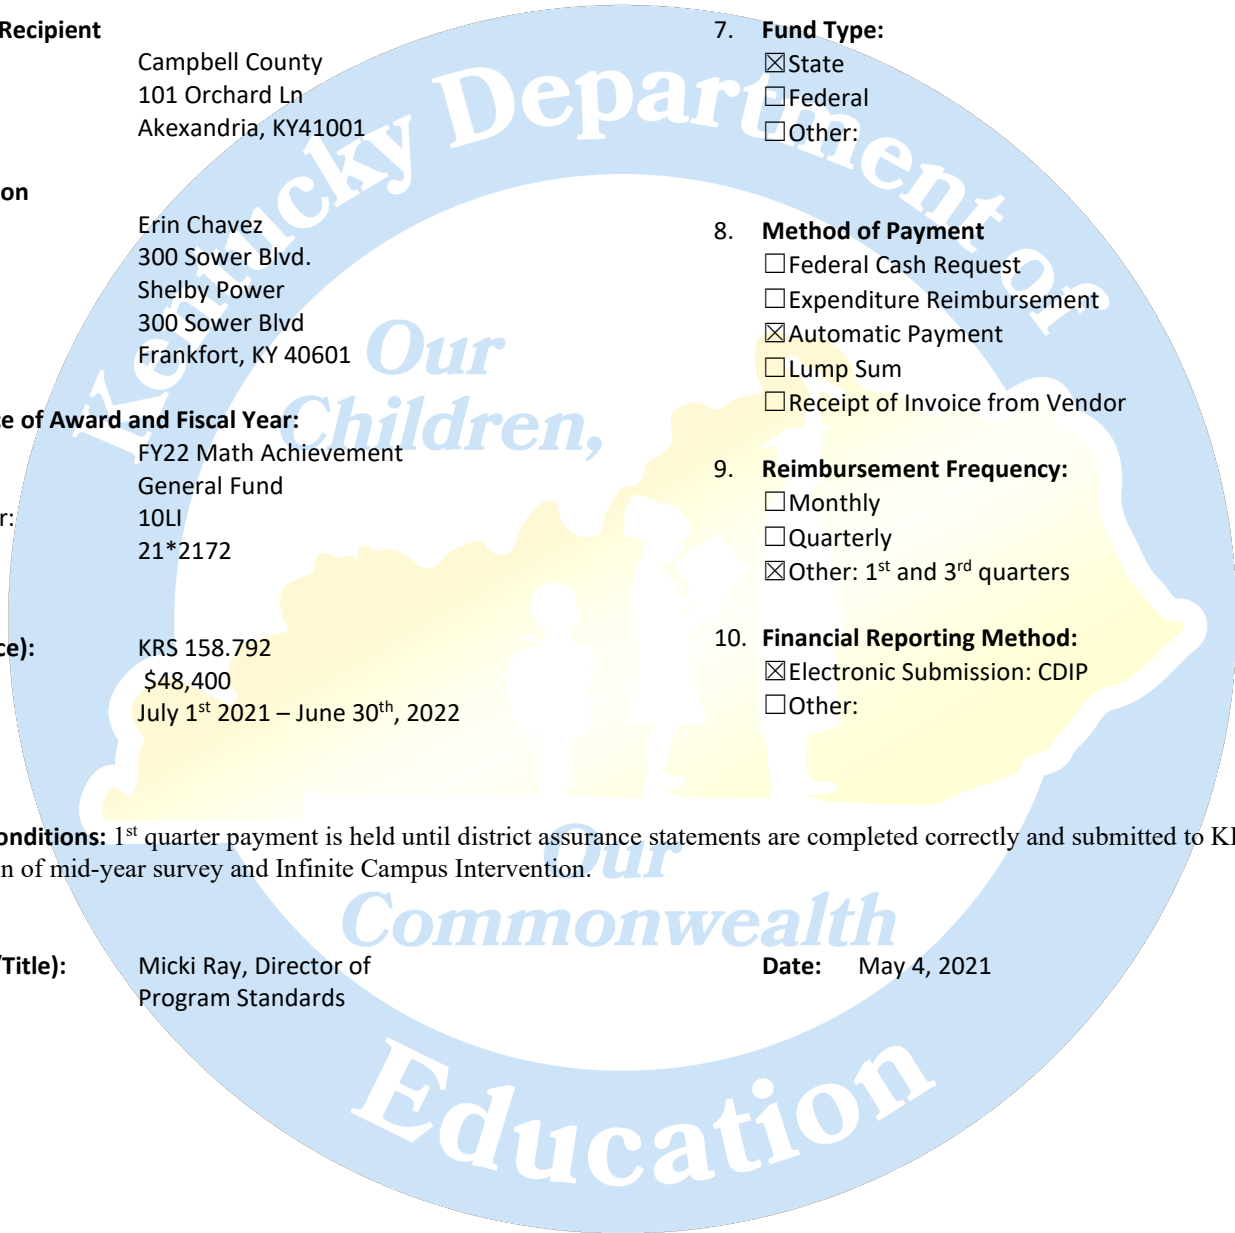 Recipient
Campbell County
101 Orchard Ln
Akexandria, KY41001
on
Erin Chavez
300 Sower Blvd.
Shelby Power
300 Sower Blvd
Frankfort, KY 40601
e of Award and Fiscal Year:
FY22 Math Achievement
General Fund
r: 10LI
21*2172
ce): KRS 158.792
$48,400
July 1st 2021 – June 30th, 2022
7. Fund Type:
☒State
☐Federal
☐Other:
8. Method of Payment
☐Federal Cash Request
☐Expenditure Reimbursement
☒Automatic Payment
☐Lump Sum
☐Receipt of Invoice from Vendor
9. Reimbursement Frequency:
☐Monthly
☐Quarterly
☒Other: 1st and 3rd quarters
10. Financial Reporting Method:
☒Electronic Submission: CDIP
☐Other:
onditions: 1st quarter payment is held until district assurance statements are completed correctly and submitted to K
n of mid-year survey and Infinite Campus Intervention.
/Title): Micki Ray, Director of
Program Standards
Date: May 4, 2021
Kentucky Department of
Education
Our
Children,
Our
Commonwealth